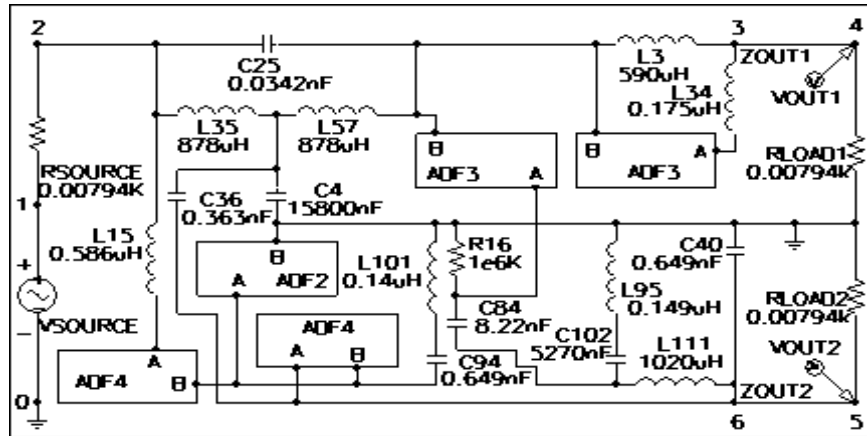 2
3
4
C25
0.0342nF
L3
590uH
ZOUT1
L34
0.175uH
V
VOUT1
L35
878uH
L57
878uH
B
A
ADF3
B
A
ADF3
RSOURCE
0.00794K
RLOAD1
0.00794K
1
C36
0.363nF
C4
15800nF
L15
0.586uH
B
A
ADF2
L101
0.14uH
R16
1e6K
C40
0.649nF
+
VSOURCE
−
L95
0.149uH
RLOAD2
0.00794K
ADF4
A
B
C84
8.22nF
C102
5270nF
L111
1020uH
VOUT2
A
B
ADF4
C94
0.649nF
ZOUT2
0
6
5